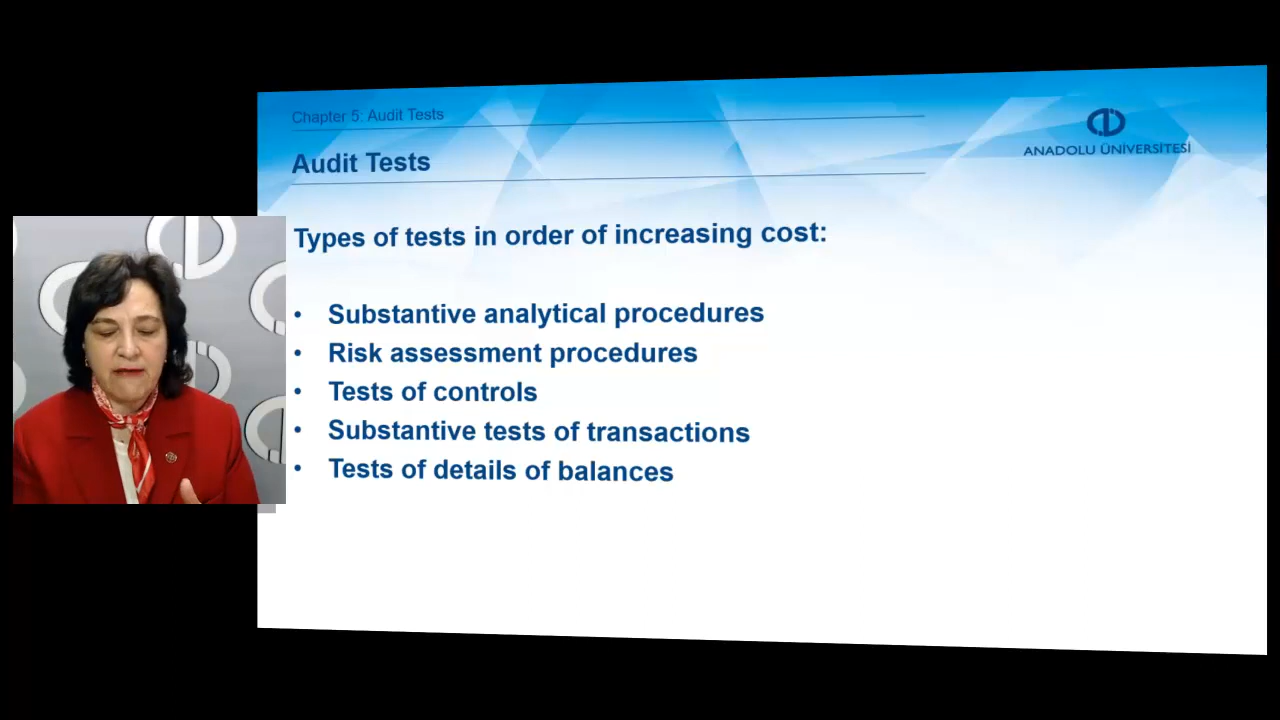 Chapter 5: Audit Tests
ANADOLU ÜNİVERSİTESİ
Audit Tests
Types of tests in order of increasing cost:
• Substantive analytical procedures
• Risk assessment procedures
• Tests of controls
• Substantive tests of transactions
• Tests of details of balances